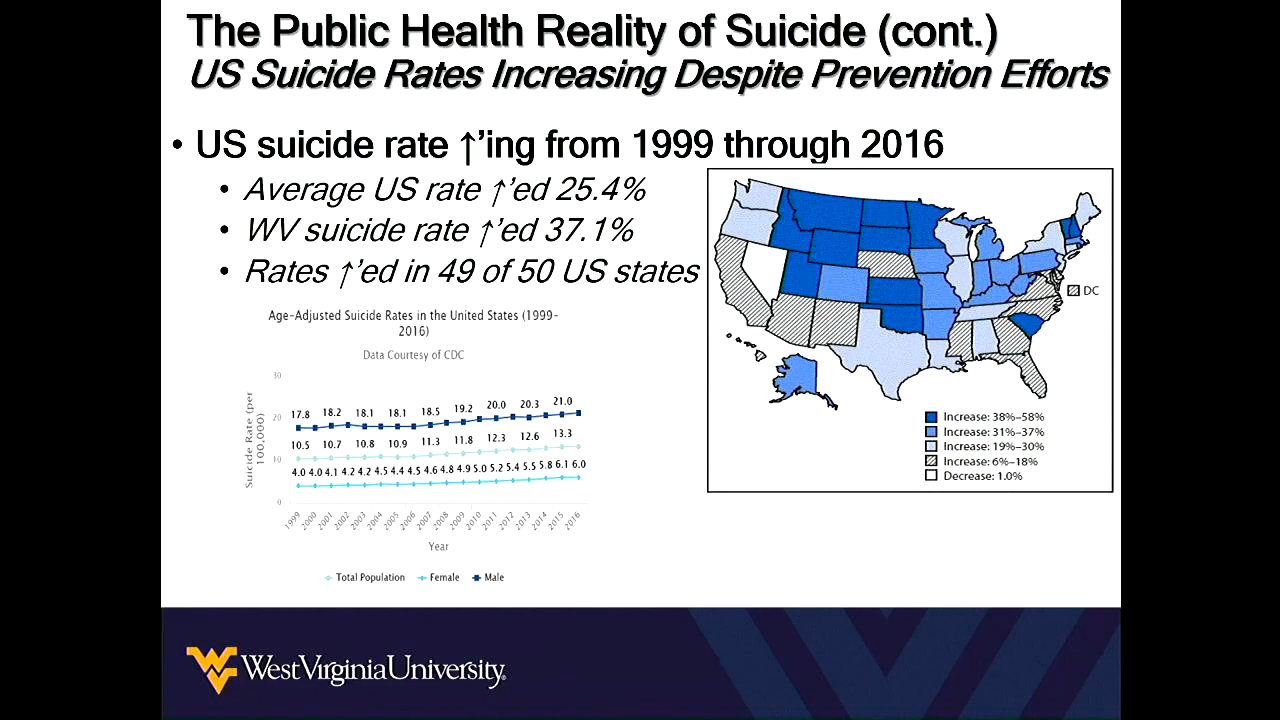 The Public Health Reality of Suicide (cont.)
US Suicide Rates Increasing Despite Prevention Efforts
• US suicide rate ↑'ing from 1999 through 2016
• Average US rate ↑'ed 25.4%
• WV suicide rate ↑'ed 37.1%
• Rates ↑'ed in 49 of 50 US states
Age-Adjusted Suicide Rates in the United States (1999-
2016)
Data Courtesy of CDC
Suicide Rate (per
100,000)
30
20
10
0
17.8 18.2 18.1 18.1 18.5 19.2 20.0 20.3 21.0
10.5 10.7 10.8 10.9 11.3 11.8 12.3 12.6 13.3
4.0 4.0 4.1 4.2 4.2 4.5 4.4 4.5 4.6 4.8 4.9 5.0 5.2 5.4 5.5 5.8 6.1 6.0
1999 2000 2001 2002 2003 2004 2005 2006 2007 2008 2009 2010 2011 2012 2013 2014 2015 2016
Year
Total Population Female Male
DC
Increase: 38%–58%
Increase: 31%–37%
Increase: 19%–30%
Increase: 6%–18%
Decrease: 1.0%
WestVirginiaUniversity.